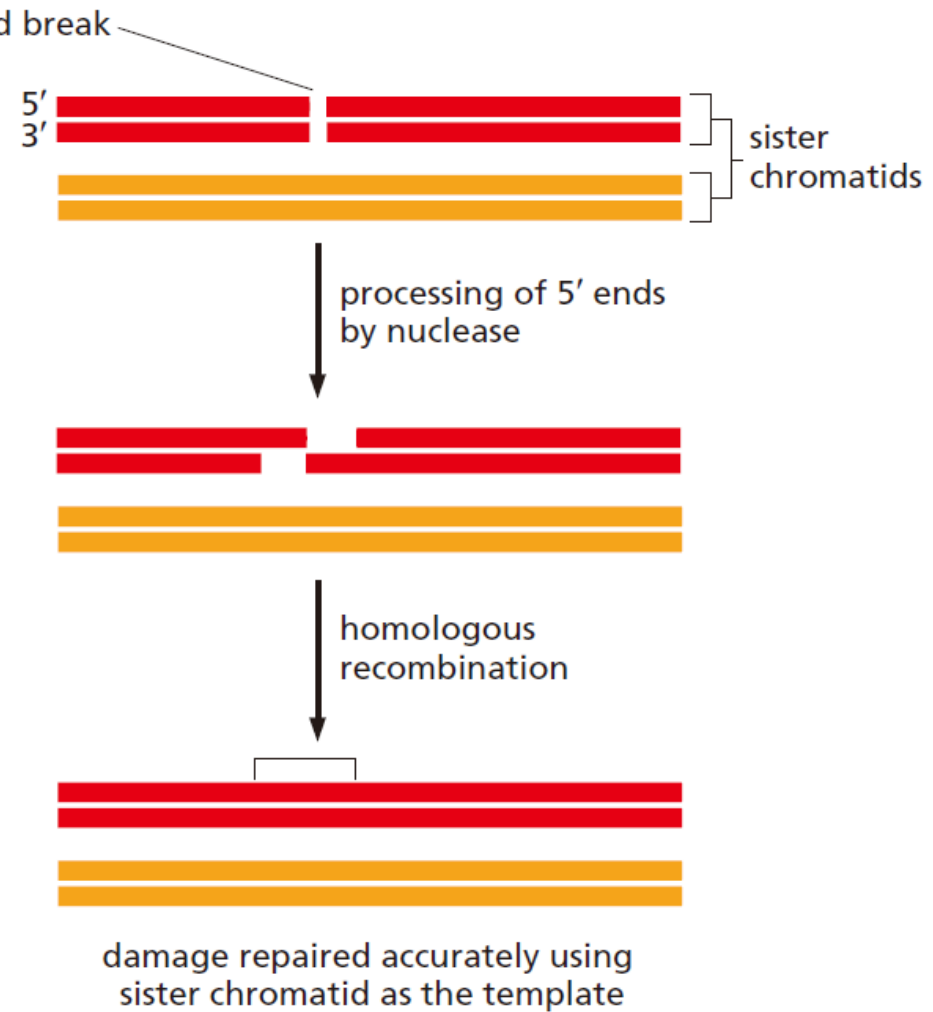 d break
5′
3′
sister
chromatids
processing of 5′ ends
by nuclease
homologous
recombination
damage repaired accurately using
sister chromatid as the template